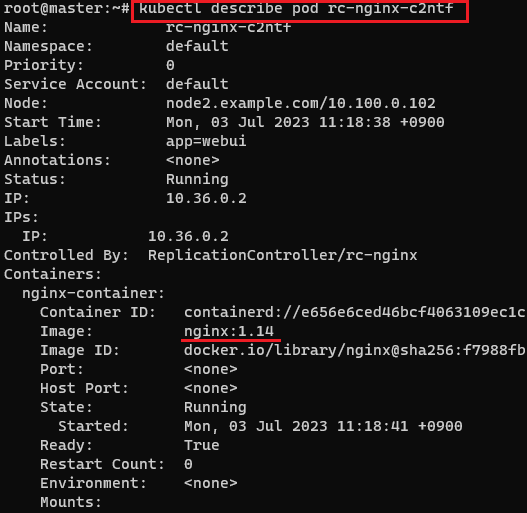 root@master:~# kubectl describe pod rc-nginx-c2ntf
Name:             rc-nginx-c2ntf
Namespace:        default
Priority:         0
Service Account:  default
Node:             node2.example.com/10.100.0.102
Start Time:       Mon, 03 Jul 2023 11:18:38 +0900
Labels:           app=webui
Annotations:      <none>
Status:           Running
IP:               10.36.0.2
IPs:
  IP:           10.36.0.2
Controlled By:  ReplicationController/rc-nginx
Containers:
  nginx-container:
    Container ID:   containerd://e656e6ced46bcf4063109ec1c
    Image:          nginx:1.14
    Image ID:       docker.io/library/nginx@sha256:f7988fb
    Port:           <none>
    Host Port:      <none>
    State:          Running
      Started:      Mon, 03 Jul 2023 11:18:41 +0900
    Ready:          True
    Restart Count:  0
    Environment:    <none>
    Mounts: